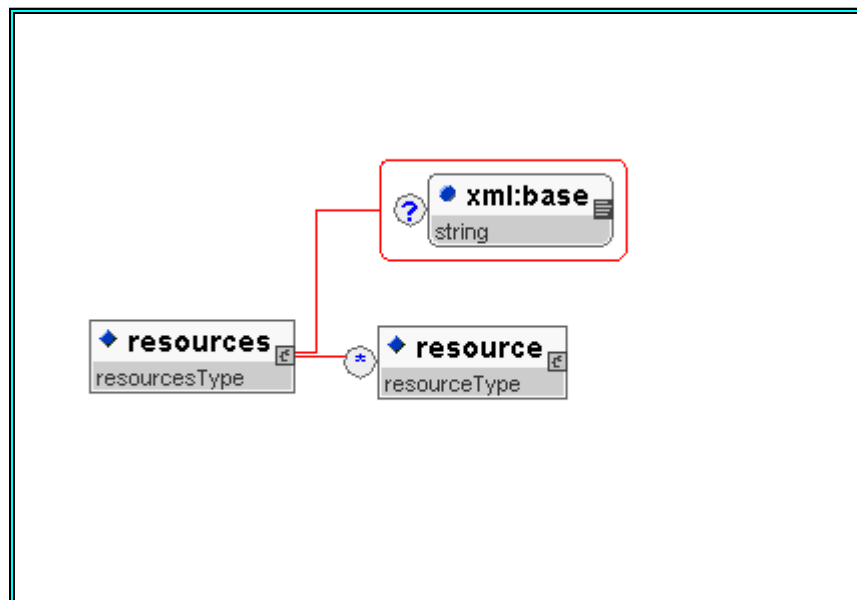 ?
xml:base
string
resources
resourcesType
*
resource
resourceType